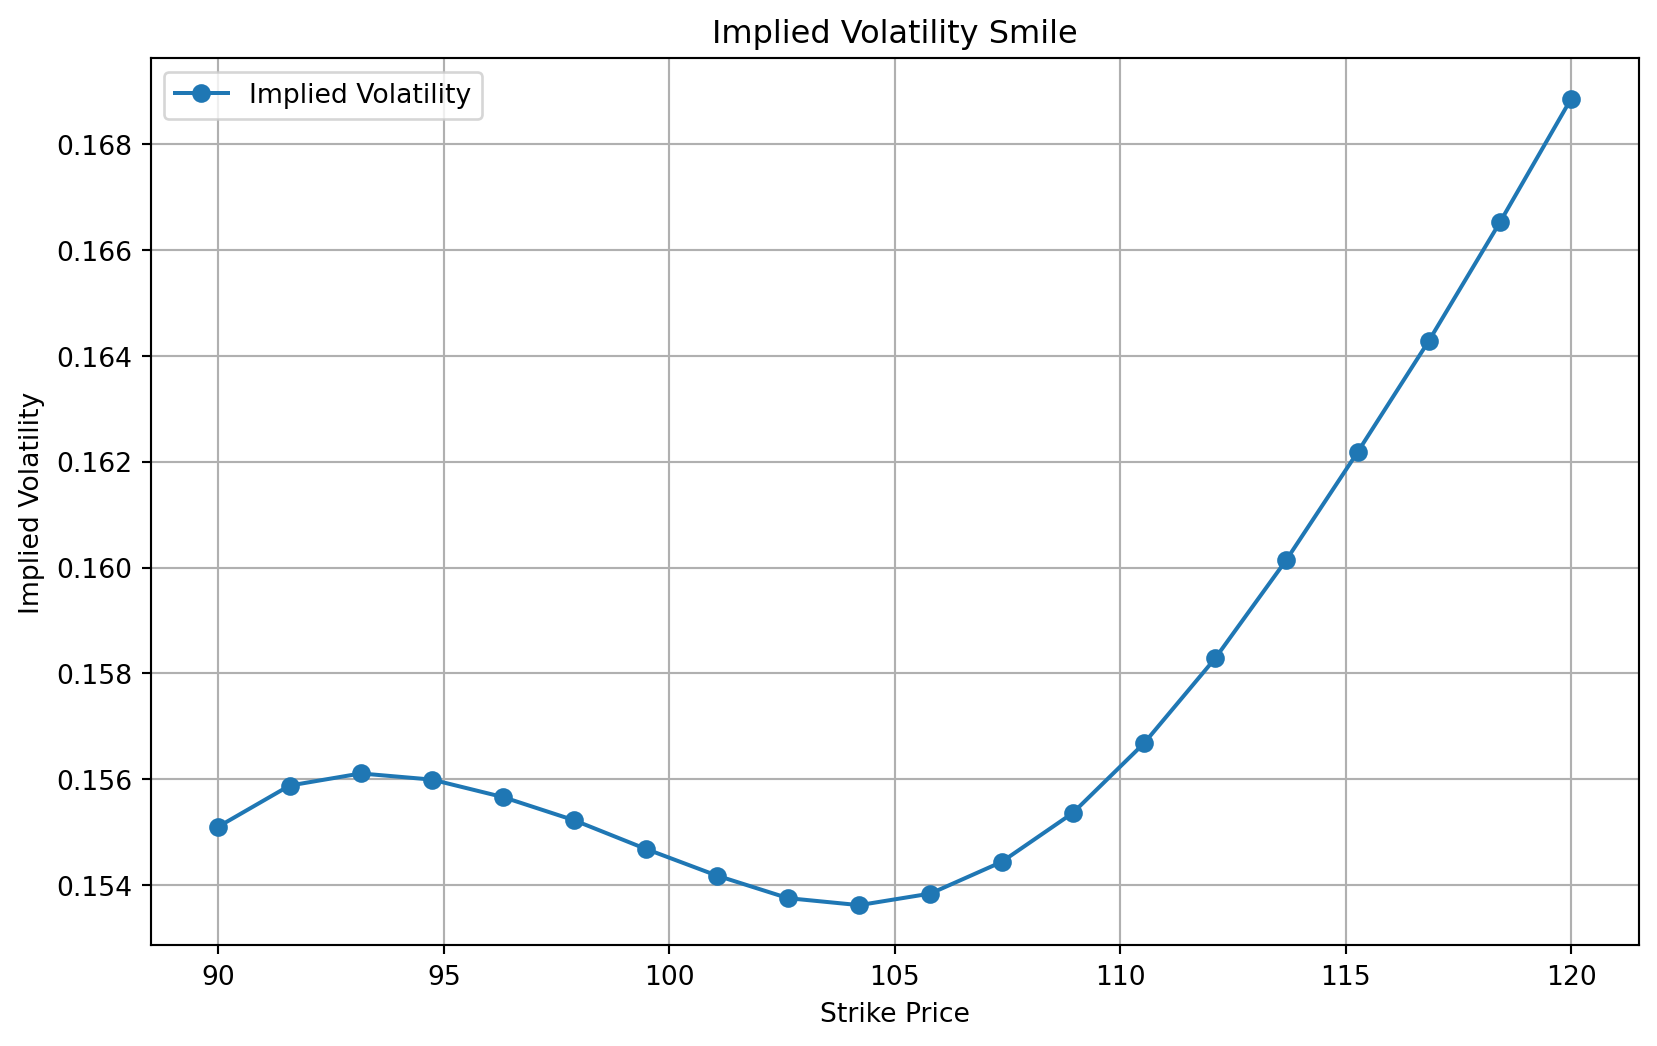 Implied Volatility Smile
Implied Volatility
0.168
0.166
0.164
0.162
0.160
0.158
0.156
0.154
Implied Volatility
90 95 100 105 110 115 120
Strike Price